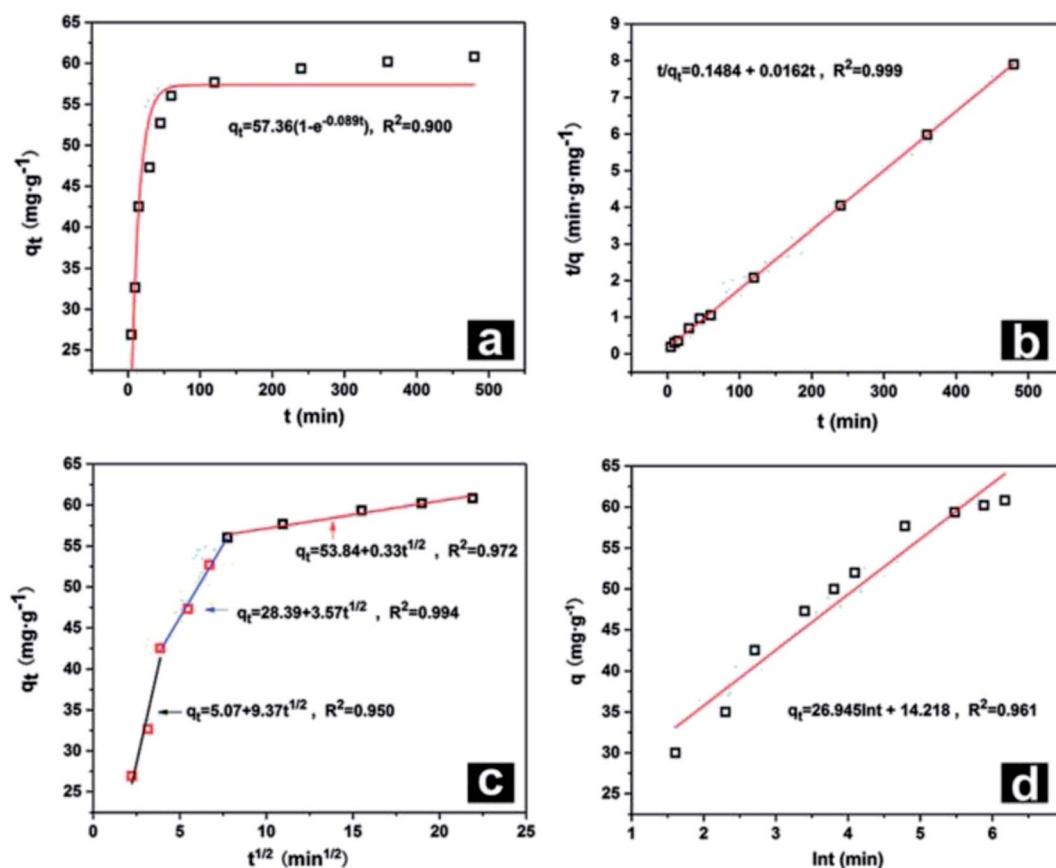 65
60
55
50
45
40
35
30
25
qt (mg·g-1)
qt=57.36(1-e-0.089t), R2=0.900
a
0 100 200 300 400 500
t (min)
8
6
4
2
1
0
t/q (min·g·mg-1)
t/qt=0.1484 + 0.0162t , R2=0.999
b
0 100 200 300 400 500
t (min)
65
60
55
50
45
40
35
30
25
qt (mg·g-1)
qt=53.84+0.33t1/2 , R2=0.972
qt=28.39+3.57t1/2 , R2=0.994
qt=5.07+9.37t1/2 , R2=0.950
c
0 5 10 15 20 25
t1/2 (min1/2)
65
60
55
50
45
40
35
30
25
q (mg·g-1)
qt=26.945lnt + 14.218 , R2=0.961
d
1 2 3 4 5 6
lnt (min)